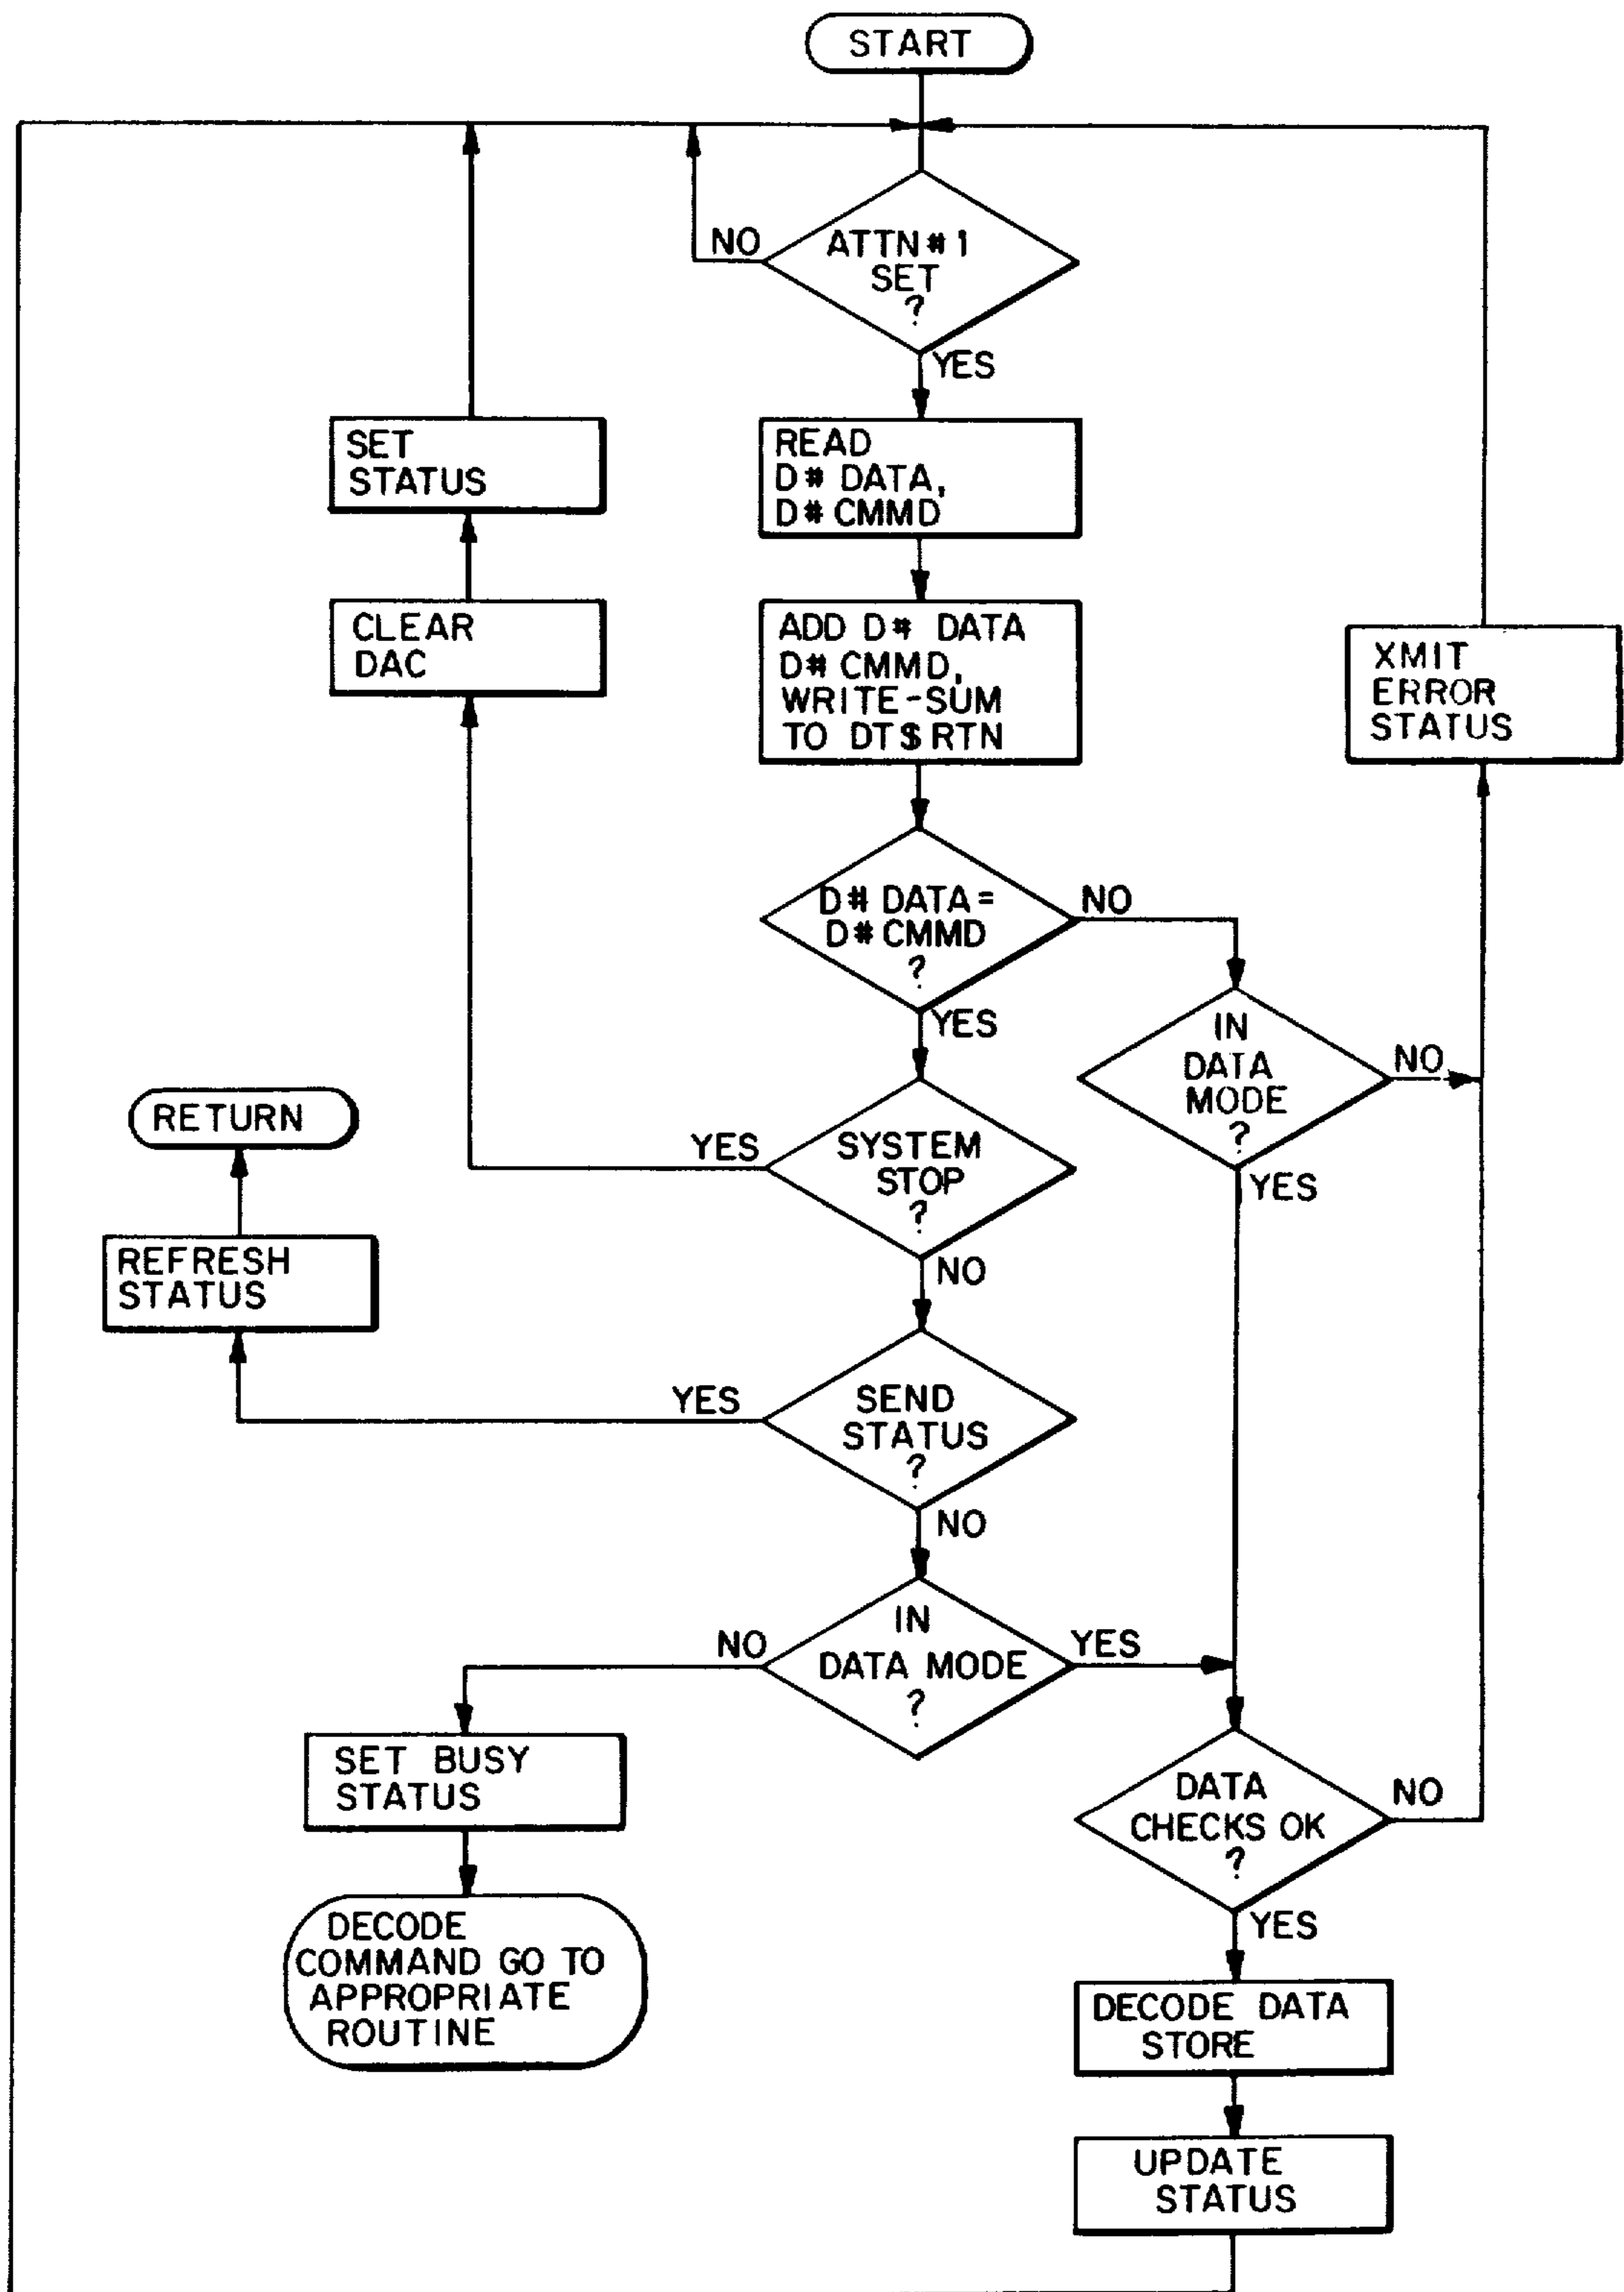 START
NO
ATTN#1
SET
?
YES
SET
STATUS
READ
D# DATA,
D# CMMD
CLEAR
DAC
ADD D# DATA
D# CMMD,
WRITE-SUM
TO DT$RTN
XMIT
ERROR
STATUS
D# DATA=
D# CMMD
?
NO
YES
IN
DATA
MODE
?
NO
YES
RETURN
YES
SYSTEM
STOP
?
NO
REFRESH
STATUS
YES
SEND
STATUS
?
NO
NO
IN
DATA MODE
?
YES
SET BUSY
STATUS
DATA
CHECKS OK
?
NO
YES
DECODE
COMMAND GO TO
APPROPRIATE
ROUTINE
DECODE DATA
STORE
UPDATE
STATUS